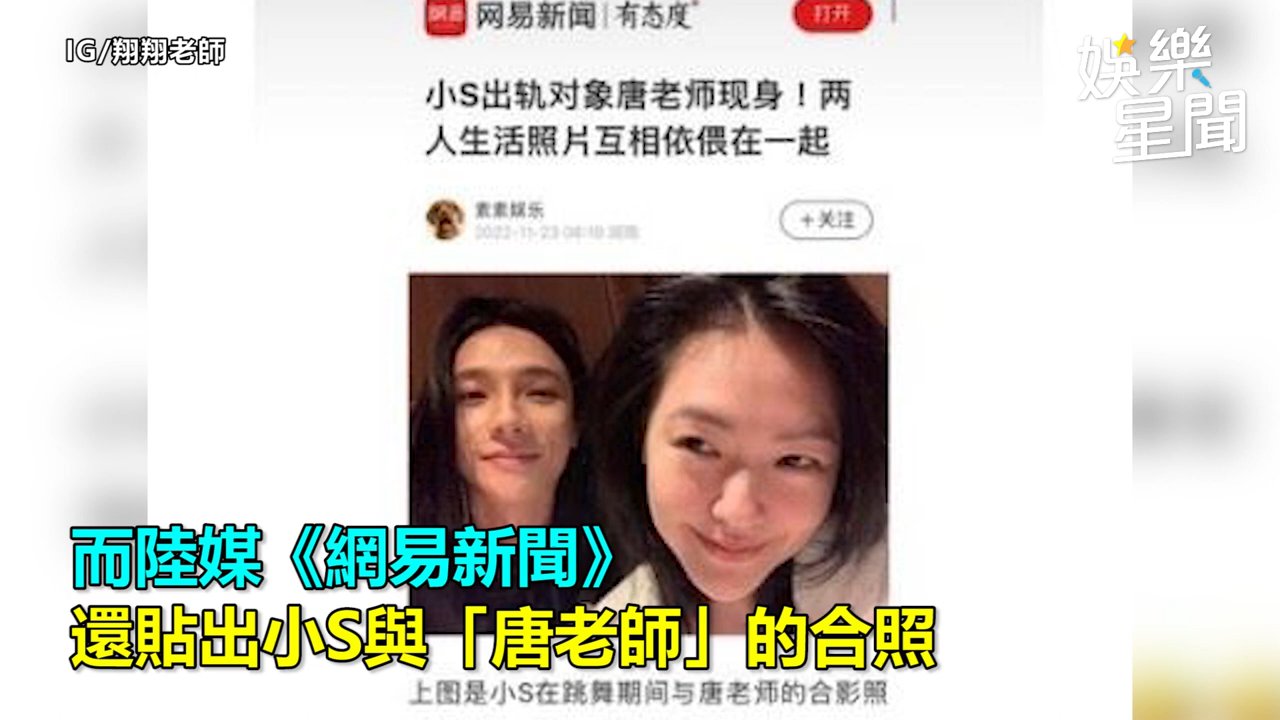 IG/翔翔老師
网易新闻 | 有态度
打开
娛樂
星聞
小S出轨对象唐老师现身！两
人生活照片互相依偎在一起
素素娱乐
+关注
而陸媒《網易新聞》
還貼出小S與「唐老師」的合照
上图是小S在跳舞期间与唐老师的合影照